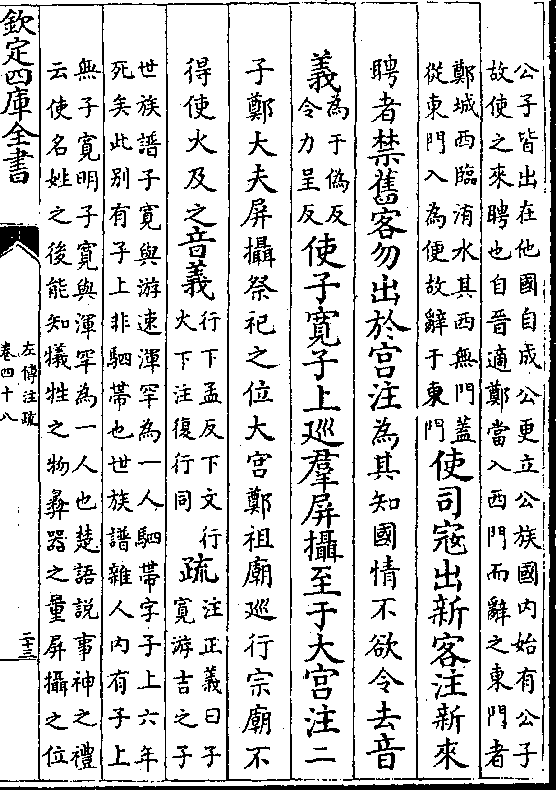 公子皆出在他國自成公更立公族國内始有公子
故使之來聘也自晉適鄭當入西門而辭之東門者
鄭城西臨洧水其西無門蓋
從東門入為便故辭于東門
使司寇出新客注新來
聘者禁舊客勿出於宫注為其知國情不欲令去音
義為于偽反
令力呈反
使子寛子上巡羣屏攝至于大宫注二
子鄭大夫屏攝祭祀之位大宫鄭祖廟巡行宗廟不
得使火及之音義行下孟反下文行
火下注復行同
疏注正義曰子
寛游吉之子
世族譜子寛與游速渾罕為一人駟帶字子上六年
死矣此别有子上非駟帶也世族譜雜人内有子上
無子寛明子寛與渾罕為一人也楚語説事神之禮
云使名姓之後能知犧牲之物彝器之量屏攝之位
欽定四庫全書
左傳注疏
卷四十八
二十三